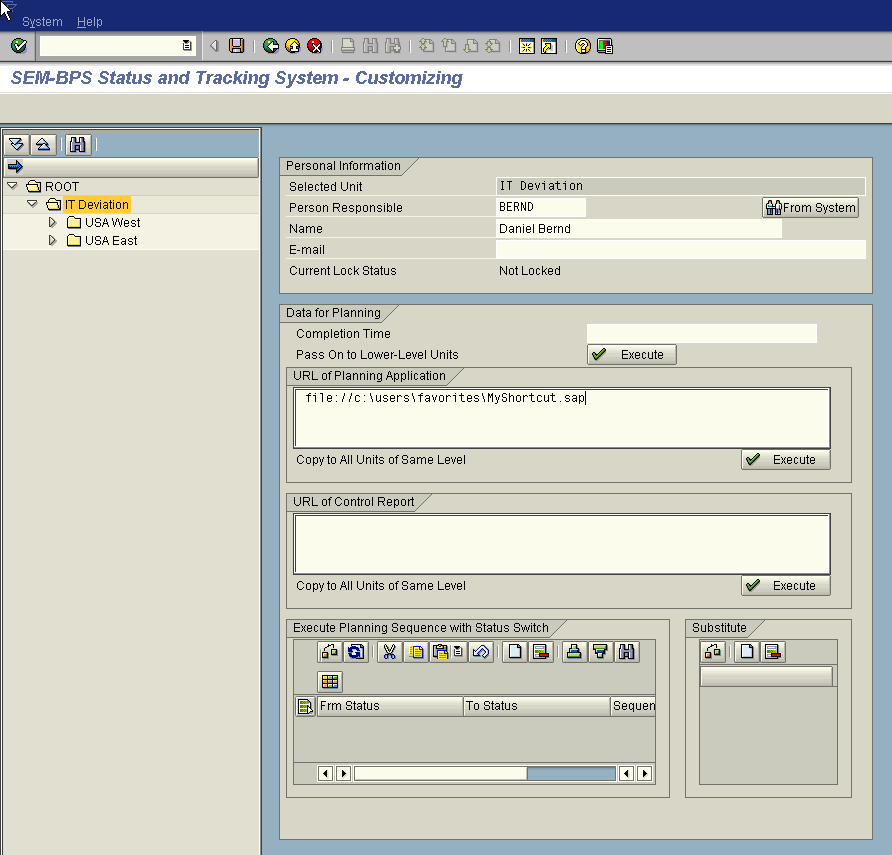 System Help
SEM-BPS Status and Tracking System - Customizing
ROOT
IT Deviation
USA West
USA East
Personal Information
Selected Unit IT Deviation
Person Responsible BERND From System
Name Daniel Bernd
E-mail
Current Lock Status Not Locked
Data for Planning
Completion Time
Pass On to Lower-Level Units Execute
URL of Planning Application
file://c:\users\favorites\MyShortcut.sap
Copy to All Units of Same Level Execute
URL of Control Report
Copy to All Units of Same Level Execute
Execute Planning Sequence with Status Switch
Frm Status To Status Sequen
Substitute